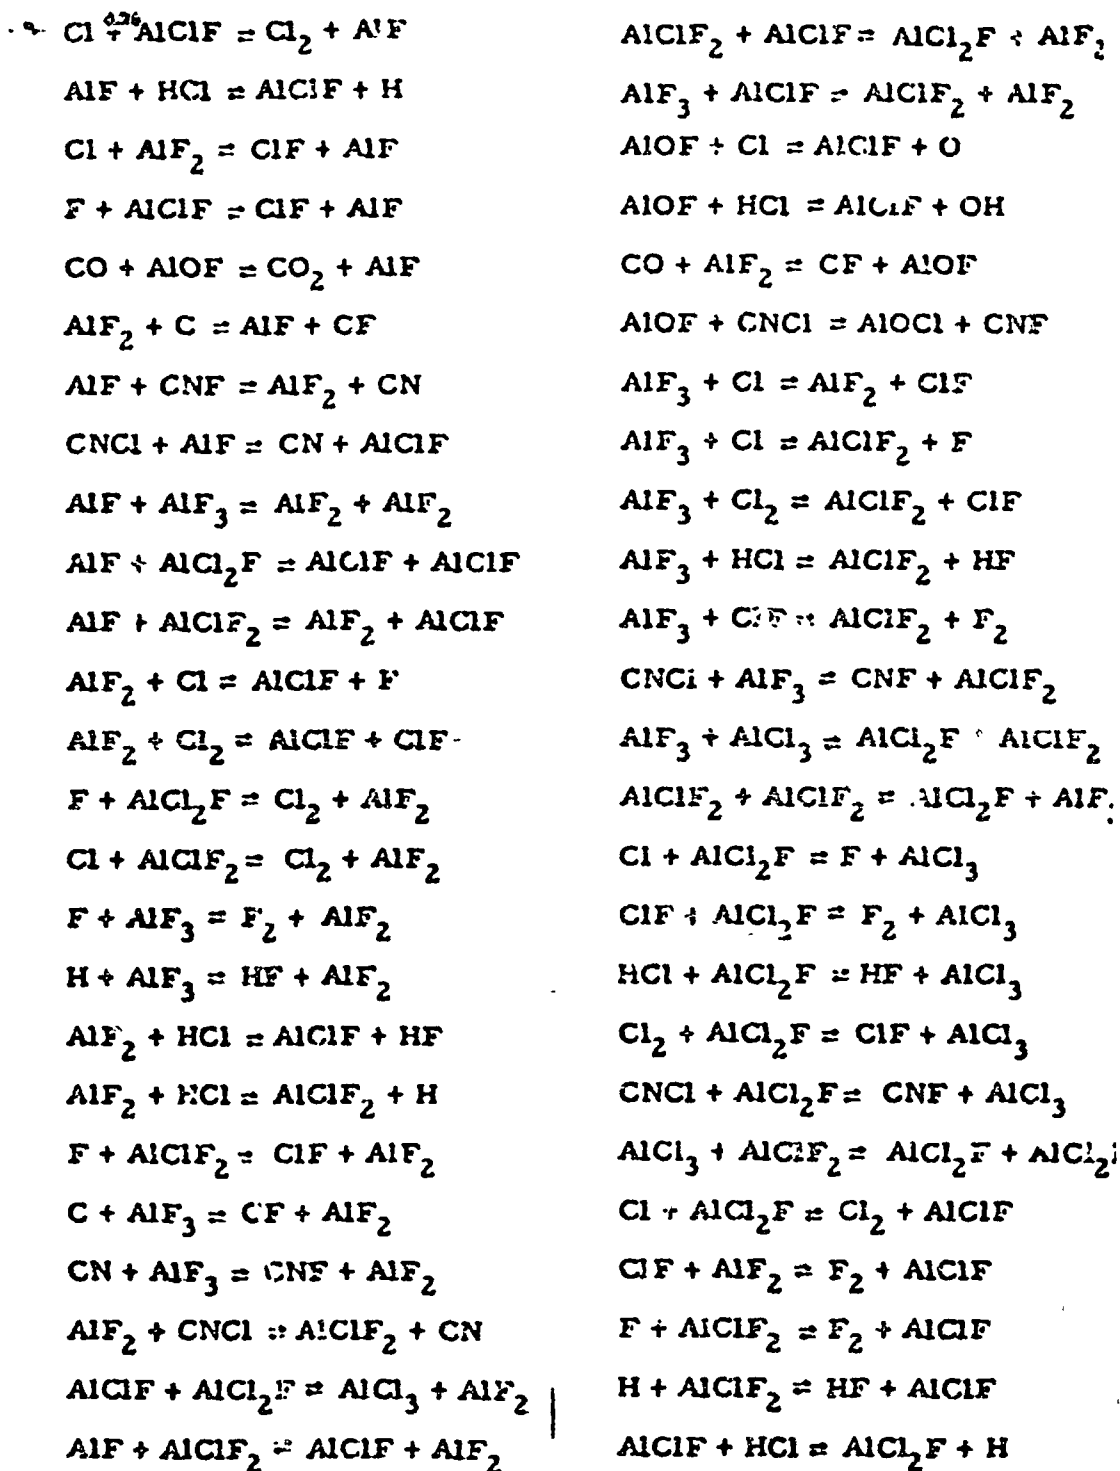 Cl + AlClF = Cl₂ + AlF
AlF + HCl = AlClF + H
Cl + AlF₂ = ClF + AlF
F + AlClF = ClF + AlF
CO + AlOF = CO₂ + AlF
AlF₂ + C = AlF + CF
AlF + CNF = AlF₂ + CN
CNCl + AlF = CN + AlClF
AlF + AlF₃ = AlF₂ + AlF₂
AlF + AlCl₂F = AlClF + AlClF
AlF + AlClF₂ = AlF₂ + AlClF
AlF₂ + Cl = AlClF + F
AlF₂ + Cl₂ = AlClF + ClF
F + AlCl₂F = Cl₂ + AlF₂
Cl + AlClF₂ = Cl₂ + AlF₂
F + AlF₃ = F₂ + AlF₂
H + AlF₃ = HF + AlF₂
AlF₂ + HCl = AlClF + HF
AlF₂ + HCl = AlClF₂ + H
F + AlClF₂ = ClF + AlF₂
C + AlF₃ = CF + AlF₂
CN + AlF₃ = CNF + AlF₂
AlF₂ + CNCl = AlClF₂ + CN
AlClF + AlCl₂F = AlCl₃ + AlF₂
AlF + AlClF₂ = AlClF + AlF₂
AlClF₂ + AlClF = AlCl₂F + AlF₂
AlF₃ + AlClF = AlClF₂ + AlF₂
AlOF + Cl = AlClF + O
AlOF + HCl = AlClF + OH
CO + AlF₂ = CF + AlOF
AlOF + CNCl = AlOCl + CNF
AlF₃ + Cl = AlF₂ + ClF
AlF₃ + Cl = AlClF₂ + F
AlF₃ + Cl₂ = AlClF₂ + ClF
AlF₃ + HCl = AlClF₂ + HF
AlF₃ + ClF = AlClF₂ + F₂
CNCl + AlF₃ = CNF + AlClF₂
AlF₃ + AlCl₃ = AlCl₂F + AlClF₂
AlClF₂ + AlClF₂ = AlCl₂F + AlF
Cl + AlCl₂F = F + AlCl₃
ClF + AlCl₂F = F₂ + AlCl₃
HCl + AlCl₂F = HF + AlCl₃
Cl₂ + AlCl₂F = ClF + AlCl₃
CNCl + AlCl₂F = CNF + AlCl₃
AlCl₃ + AlClF₂ = AlCl₂F + AlCl₂
Cl + AlCl₂F = Cl₂ + AlClF
ClF + AlF₂ = F₂ + AlClF
F + AlClF₂ = F₂ + AlClF
H + AlClF₂ = HF + AlClF
AlClF + HCl = AlCl₂F + H